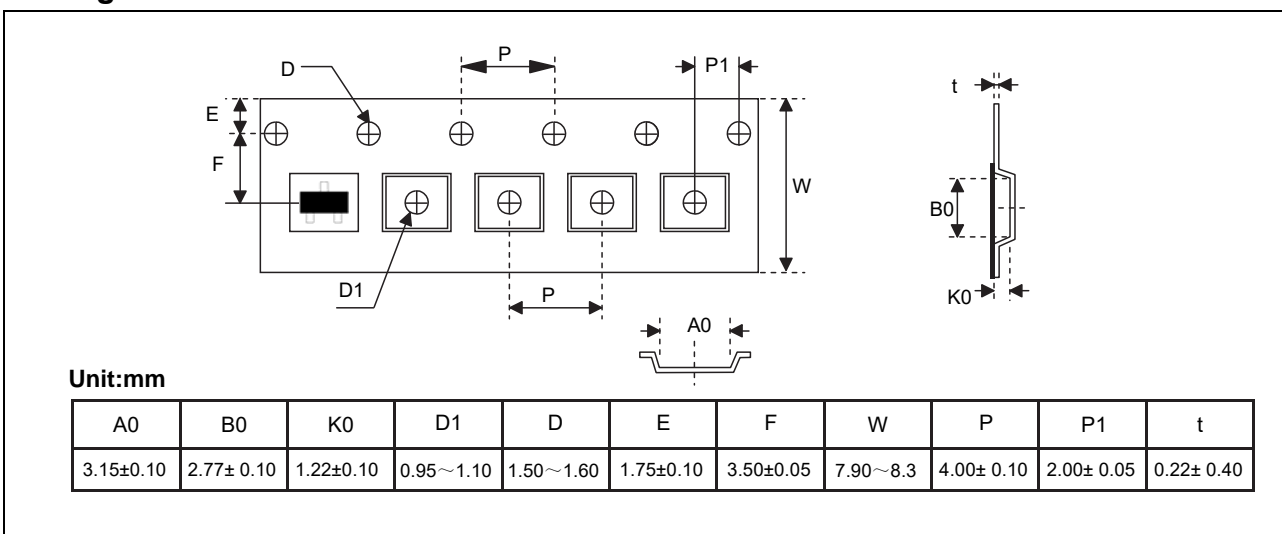 D
P
P1
t
E
F
W
B0
D1
P
K0
A0
Unit:mm
A0 B0 K0 D1 D E F W P P1 t
3.15±0.10 2.77± 0.10 1.22±0.10 0.95～1.10 1.50～1.60 1.75±0.10 3.50±0.05 7.90～8.3 4.00± 0.10 2.00± 0.05 0.22± 0.40